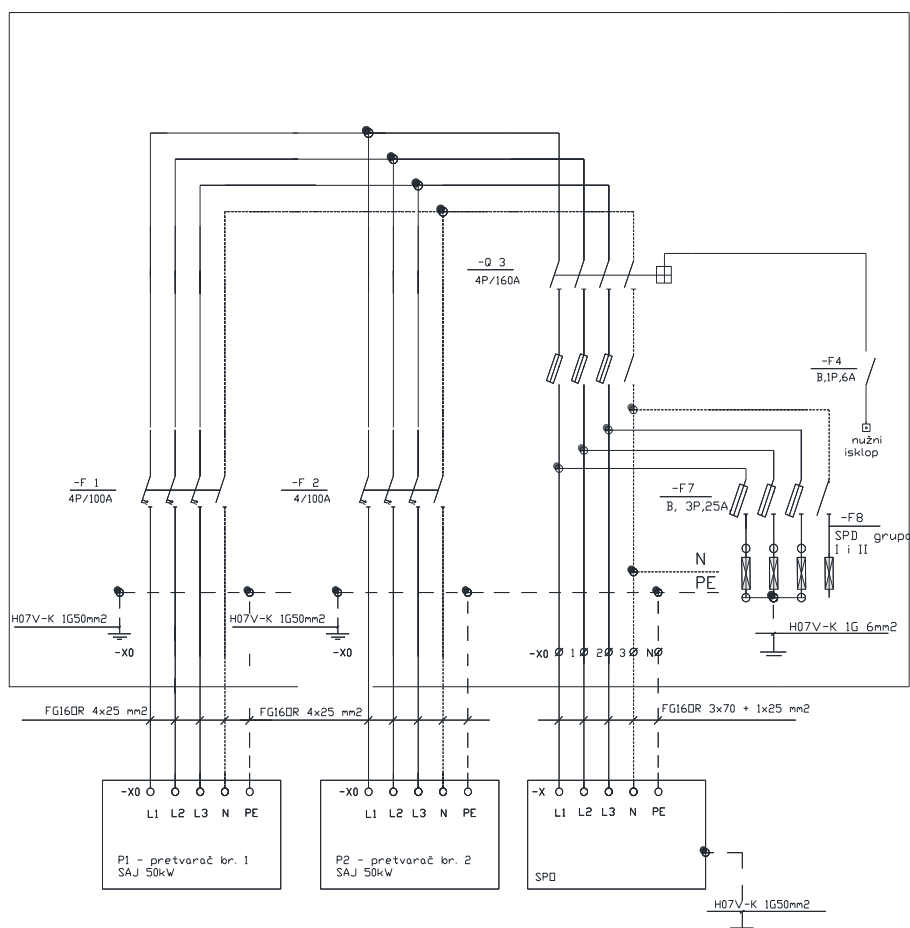 -Q 3
4P/160A
-F4
B,1P,6A
nužni
isklop
-F 1
4P/100A
-F 2
4/100A
-F7
B, 3P,25A
-F8
SPD grupa
I i II
N
PE
H07V-K 1G50mm2
H07V-K 1G50mm2
H07V-K 1G 6mm2
-X0
-X0
-X0 1 2 3 N
FG16OR 4x25 mm2
FG16OR 4x25 mm2
FG16OR 3x70 + 1x25 mm2
-X0
L1 L2 L3 N PE
-X0
L1 L2 L3 N PE
-X
L1 L2 L3 N PE
P1 - pretvarač br. 1
SAJ 50kW
P2 - pretvarač br. 2
SAJ 50kW
SPO
H07V-K 1G50mm2